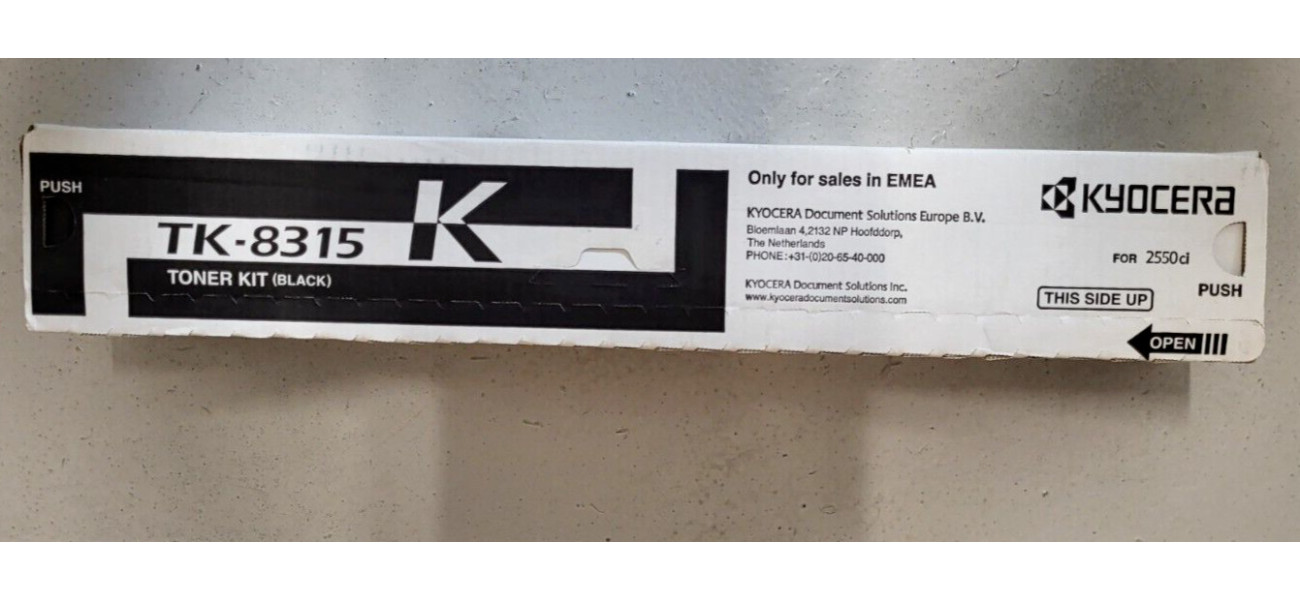 PUSH
TK-8315
K
TONER KIT (BLACK)
Only for sales in EMEA
KYOCERA Document Solutions Europe B.V.
Bloemlaan 4,2132 NP Hoofddorp,
The Netherlands
PHONE:+31-(0)20-65-40-000
KYOCERA Document Solutions Inc.
www.kyoceradocumentsolutions.com
KYOCERA
FOR 2550ci
PUSH
THIS SIDE UP
OPEN